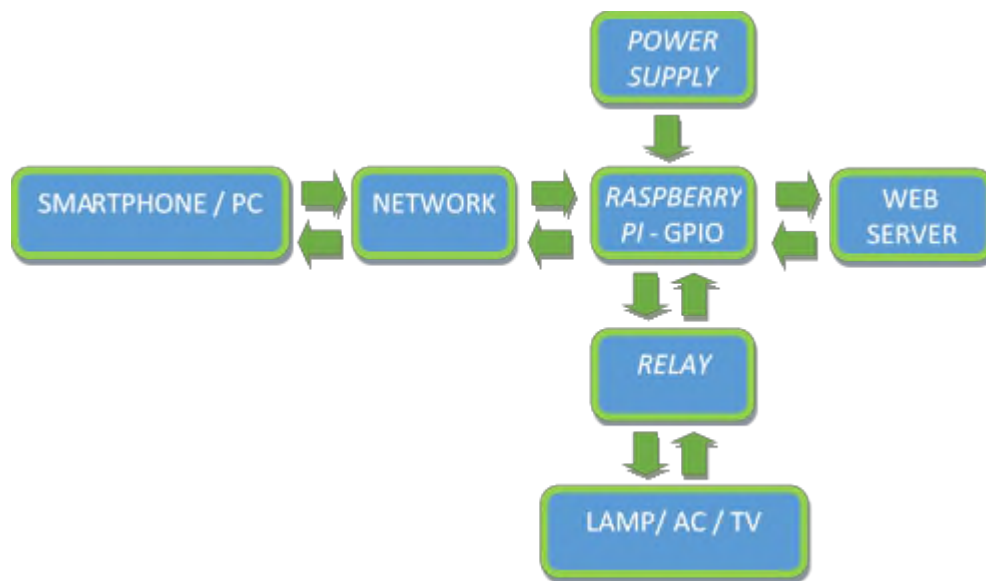 POWER
SUPPLY
SMARTPHONE / PC
NETWORK
RASPBERRY
PI - GPIO
WEB
SERVER
RELAY
LAMP/ AC / TV